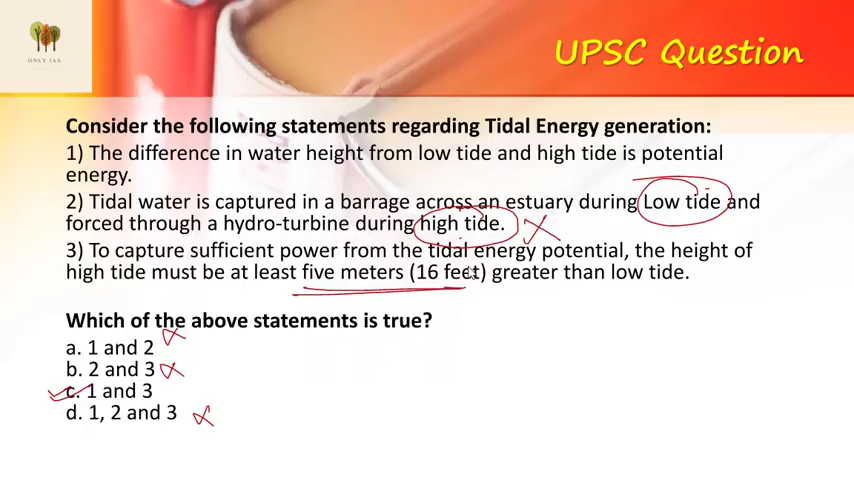 UPSC Question
ONLY IAS
Consider the following statements regarding Tidal Energy generation:
1) The difference in water height from low tide and high tide is potential
energy.
2) Tidal water is captured in a barrage across an estuary during Low tide and
forced through a hydro-turbine during high tide.
3) To capture sufficient power from the tidal energy potential, the height of
high tide must be at least five meters (16 feet) greater than low tide.
Which of the above statements is true?
a. 1 and 2
b. 2 and 3
c. 1 and 3
d. 1, 2 and 3